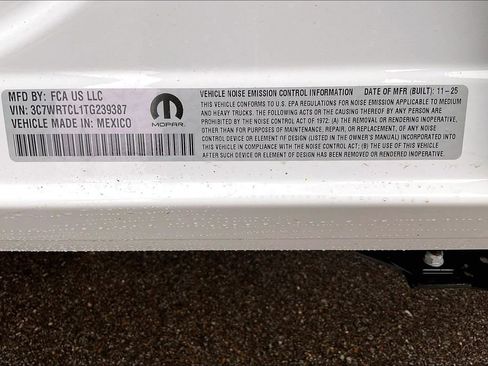 MFD BY: FCA US LLC
VIN: 3C7WRTCL1TG239387
VEHICLE MADE IN: MEXICO
MOPAR
VEHICLE NOISE EMISSION CONTROL INFORMATION DATE OF MFR (BUILT): 11-25
THIS VEHICLE CONFORMS TO U.S. EPA REGULATIONS FOR NOISE EMISSION APPLICABLE TO MEDIUM
AND HEAVY TRUCKS. THE FOLLOWING ACTS OR THE CAUSING THEREOF BY ANY PERSON ARE
PROHIBITED BY THE NOISE CONTROL ACT OF 1972: (A) THE REMOVAL OR RENDERING INOPERATIVE,
OTHER THAN FOR PURPOSES OF MAINTENANCE, REPAIR, OR REPLACEMENT, OF ANY
NOISE CONTROL DEVICE OR ELEMENT OF DESIGN (LISTED IN THE OWNER'S MANUAL) INCORPORATED INTO
THIS VEHICLE IN COMPLIANCE WITH THE NOISE CONTROL ACT; (B) THE USE OF THIS VEHICLE
AFTER SUCH DEVICE OR ELEMENT OF DESIGN HAS BEEN REMOVED OR RENDERED INOPERATIVE.